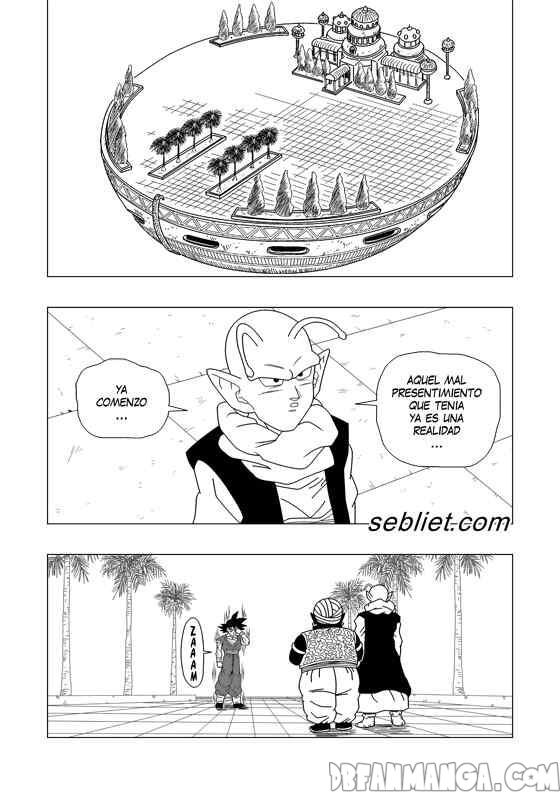 YA
COMENZO
...
AQUEL MAL
PRESENTIMIENTO
QUE TENIA
YA ES UNA
REALIDAD
...
sebliet.com
ZAAAM
DBFANMANGA.COM